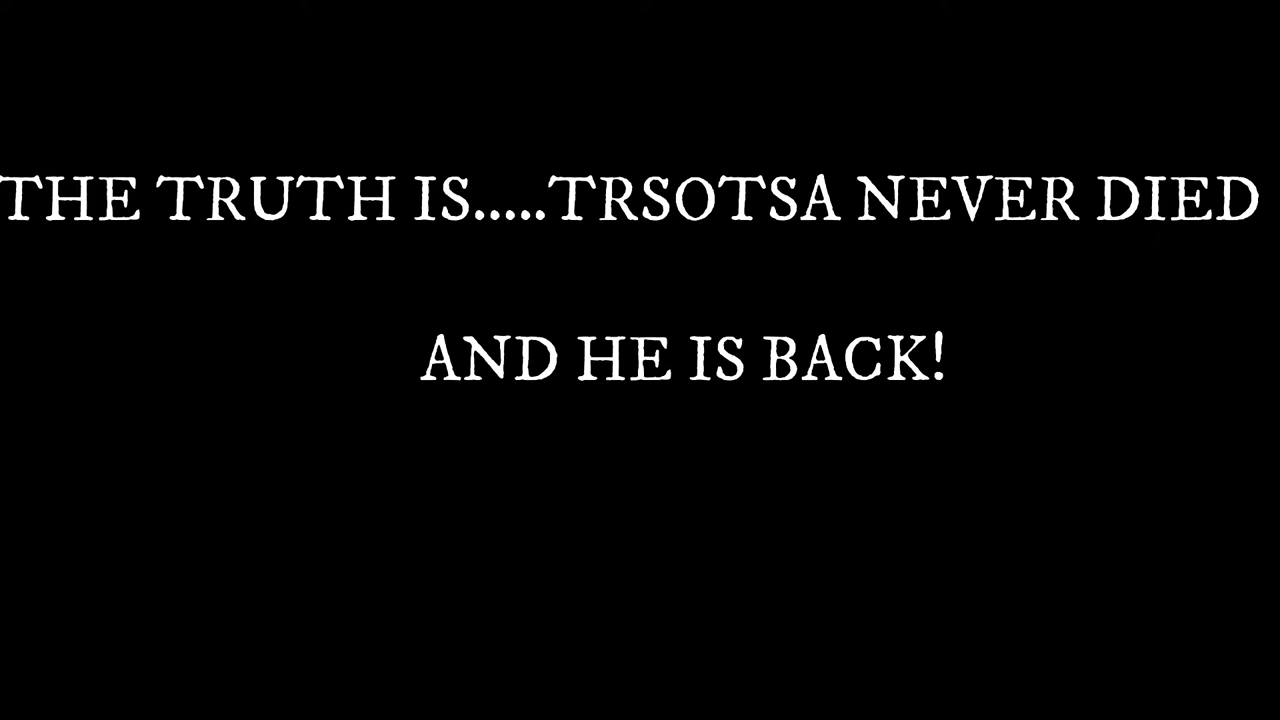 THE TRUTH IS.....TRSOTSA NEVER DIED
AND HE IS BACK!